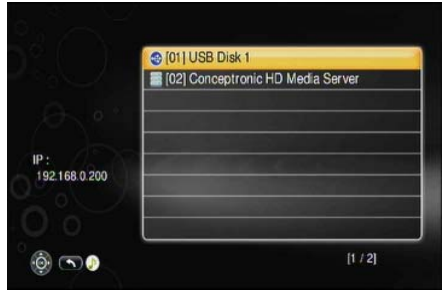 [01] USB Disk 1
[02] Conceptronic HD Media Server
IP :
192.168.0.200
[1 / 2]